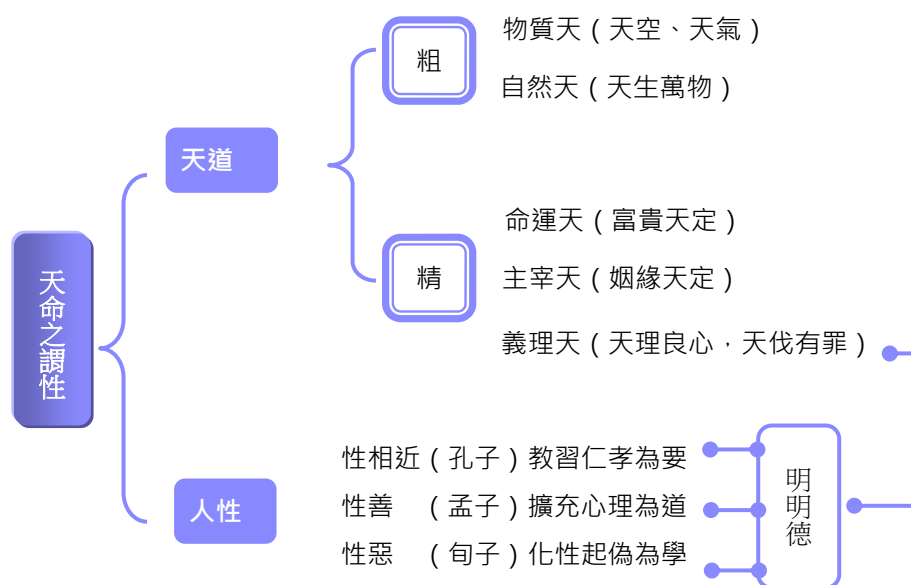 天命之謂性
天道
粗
物質天（天空、天氣）
自然天（天生萬物）
精
命運天（富貴天定）
主宰天（姻緣天定）
義理天（天理良心，天伐有罪）
人性
性相近（孔子）教習仁孝為要
性善　（孟子）擴充心理為道
性惡　（旬子）化性起偽為學
明明德